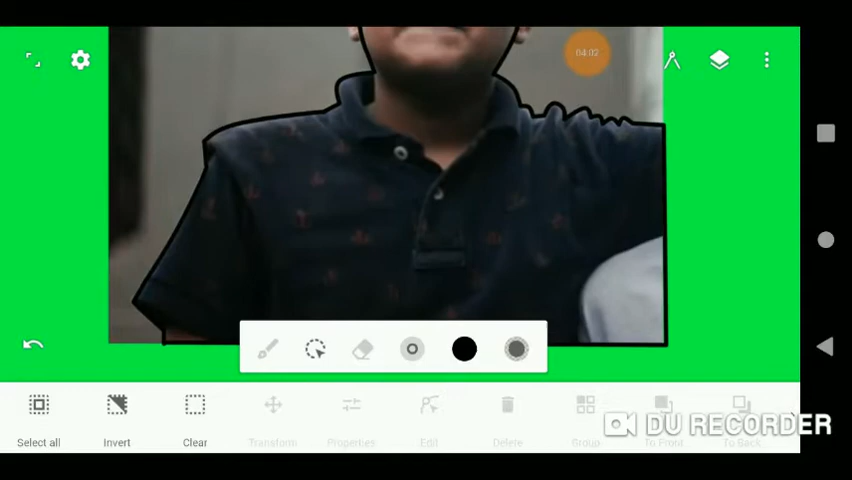 04:02
Select all Invert Clear Transform Properties Edit Delete Group To Front To Back
DU RECORDER